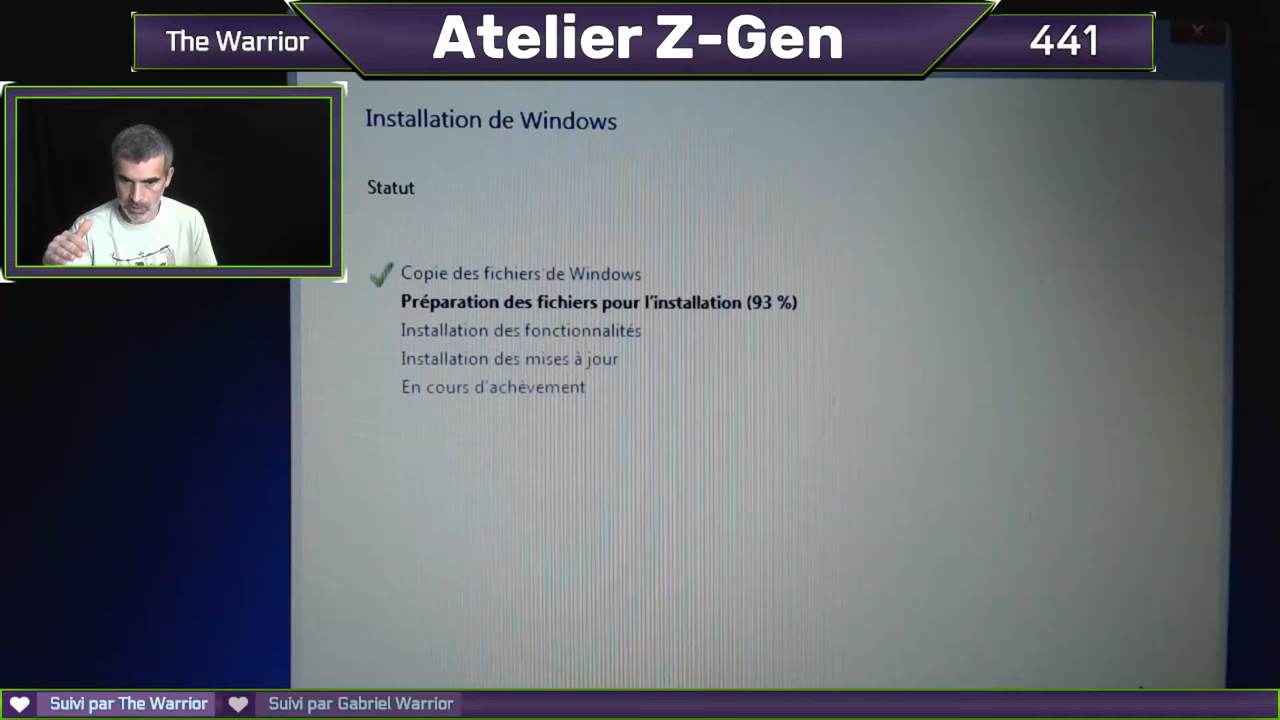 The Warrior
Atelier Z-Gen
441
Installation de Windows
Statut
Copie des fichiers de Windows
Préparation des fichiers pour l'installation (93 %)
Installation des fonctionnalités
Installation des mises à jour
En cours d'achèvement
Suivi par The Warrior
Suivi par Gabriel Warrior